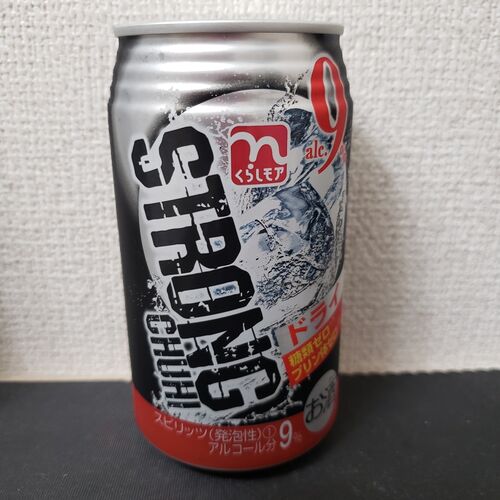 alc. 9
くらしモア
STRONG
CHUHI
ドライ
糖類ゼロ
プリン体
お酒
スピリッツ(発泡性)①
アルコール分 9%